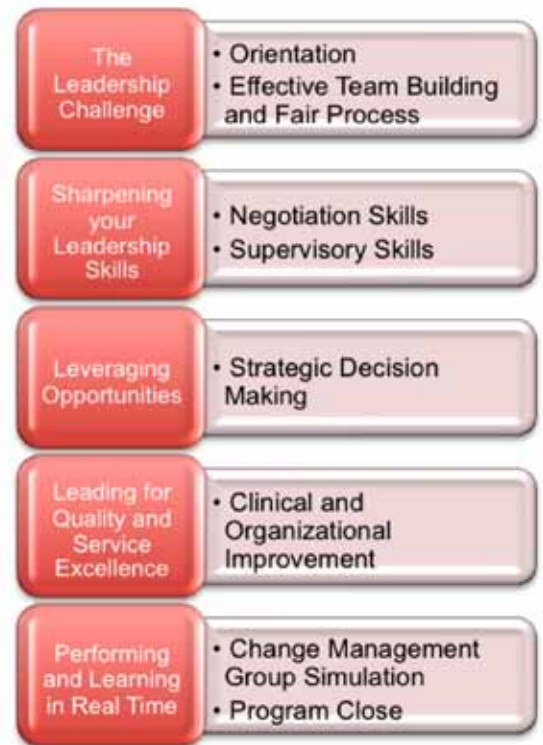 The
Leadership
Challenge
• Orientation
• Effective Team Building
and Fair Process
Sharpening
your
Leadership
Skills
• Negotiation Skills
• Supervisory Skills
Leveraging
Opportunities
• Strategic Decision
Making
Leading for
Quality and
Service
Excellence
• Clinical and
Organizational
Improvement
Performing
and Learning
in Real Time
• Change Management
Group Simulation
• Program Close